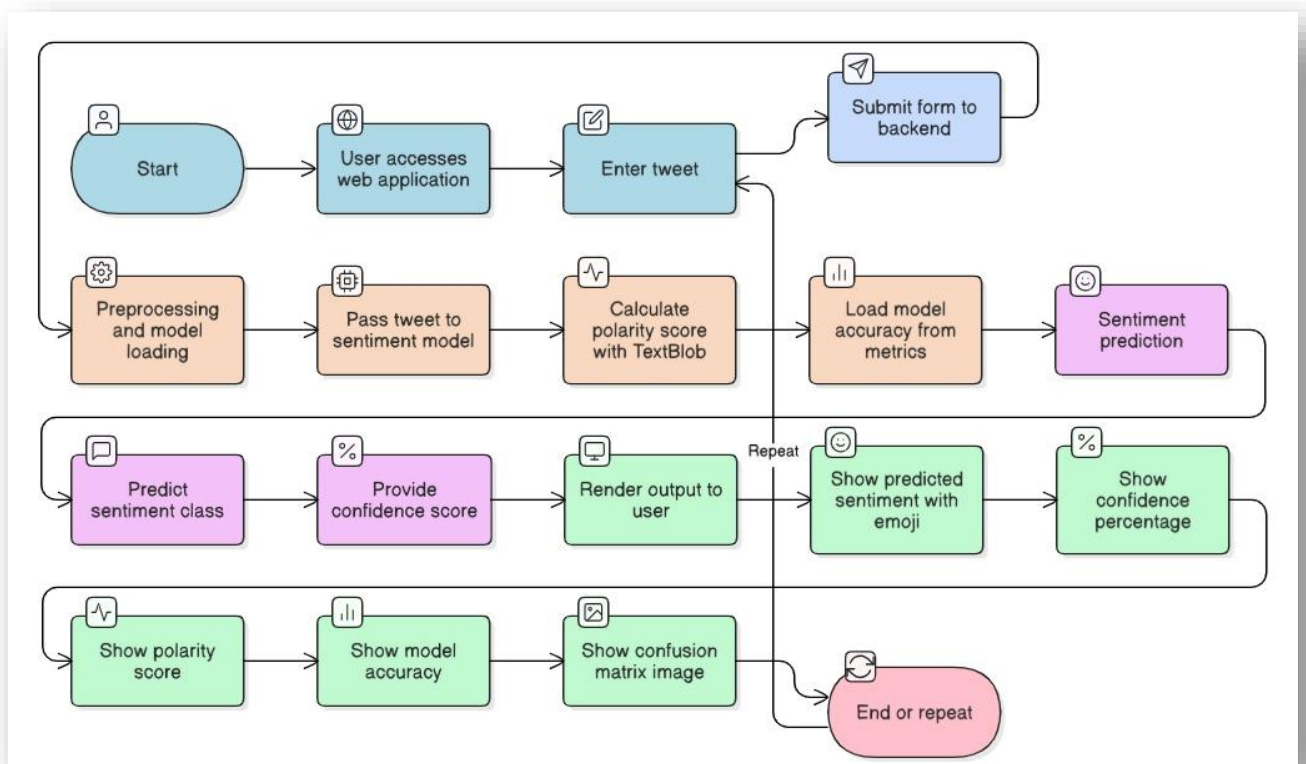 Submit form to
backend
Start
User accesses
web application
Enter tweet
Preprocessing
and model
loading
Pass tweet to
sentiment model
Calculate
polarity score
with TextBlob
Load model
accuracy from
metrics
Sentiment
prediction
Repeat
Predict
sentiment class
Provide
confidence score
Render output to
user
Show predicted
sentiment with
emoji
Show
confidence
percentage
Show polarity
score
Show model
accuracy
Show confusion
matrix image
End or repeat